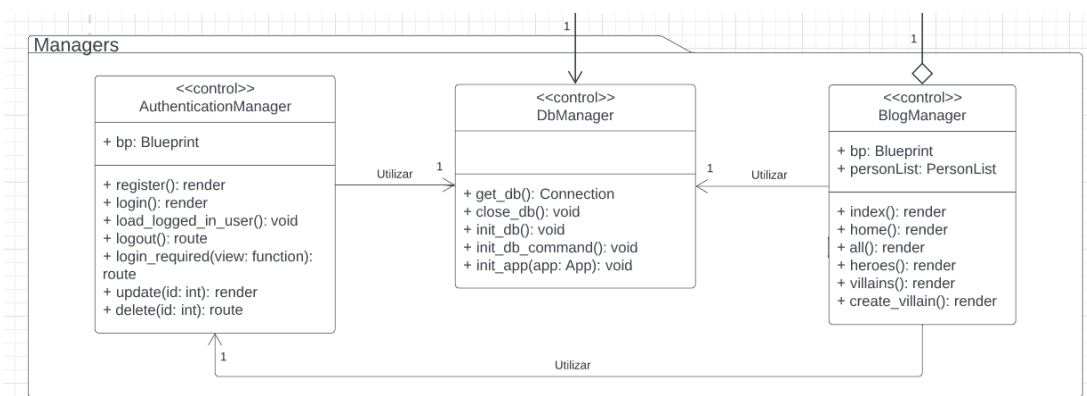 1
1
Managers
<<control>>
AuthenticationManager
+ bp: Blueprint
+ register(): render
+ login(): render
+ load_logged_in_user(): void
+ logout(): route
+ login_required(view: function):
route
+ update(id: int): render
+ delete(id: int): route
Utilizar
1
<<control>>
DbManager
+ get_db(): Connection
+ close_db(): void
+ init_db(): void
+ init_db_command(): void
+ init_app(app: App): void
1
Utilizar
<<control>>
BlogManager
+ bp: Blueprint
+ personList: PersonList
+ index(): render
+ home(): render
+ all(): render
+ heroes(): render
+ villains(): render
+ create_villain(): render
1
Utilizar